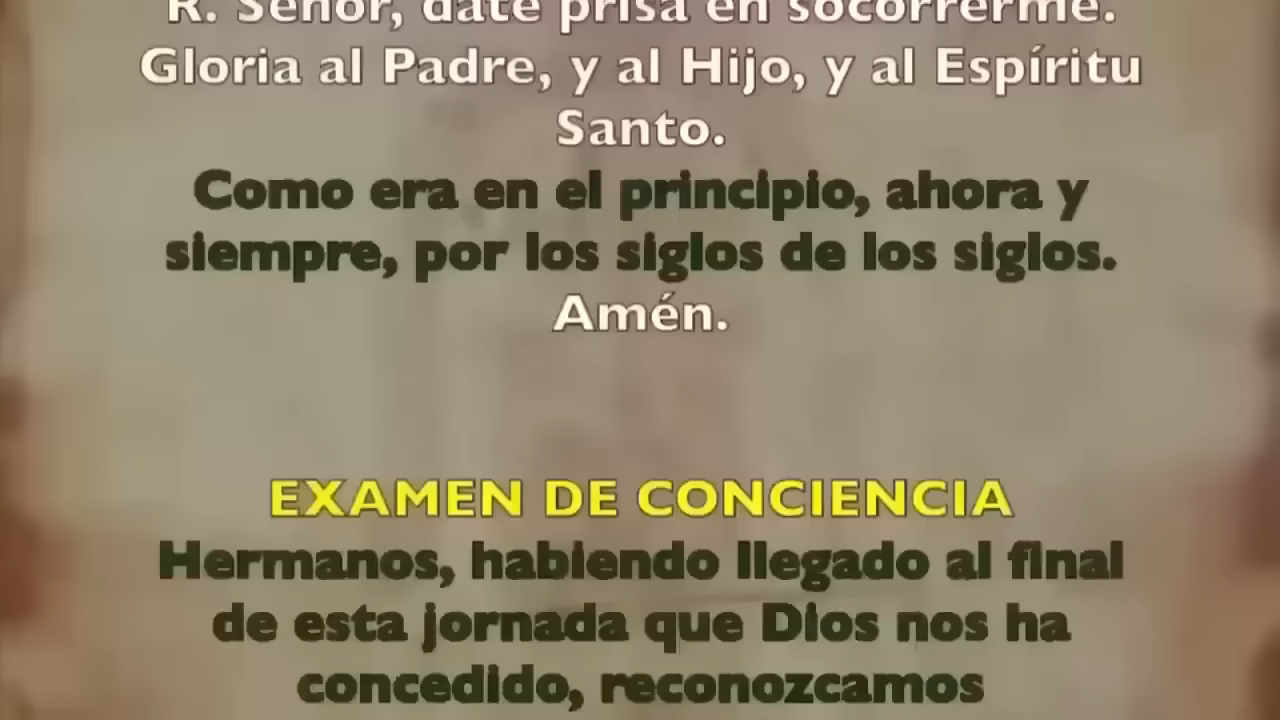 R. Señor, date prisa en socorrerme.
Gloria al Padre, y al Hijo, y al Espíritu
Santo.
Como era en el principio, ahora y
siempre, por los siglos de los siglos.
Amén.
EXAMEN DE CONCIENCIA
Hermanos, habiendo llegado al final
de esta jornada que Dios nos ha
concedido, reconozcamos